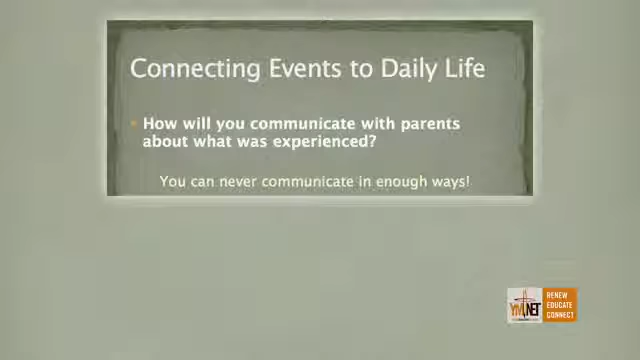 Connecting Events to Daily Life
How will you communicate with parents
about what was experienced?
You can never communicate in enough ways!
YMNET
RENEW
EDUCATE
CONNECT